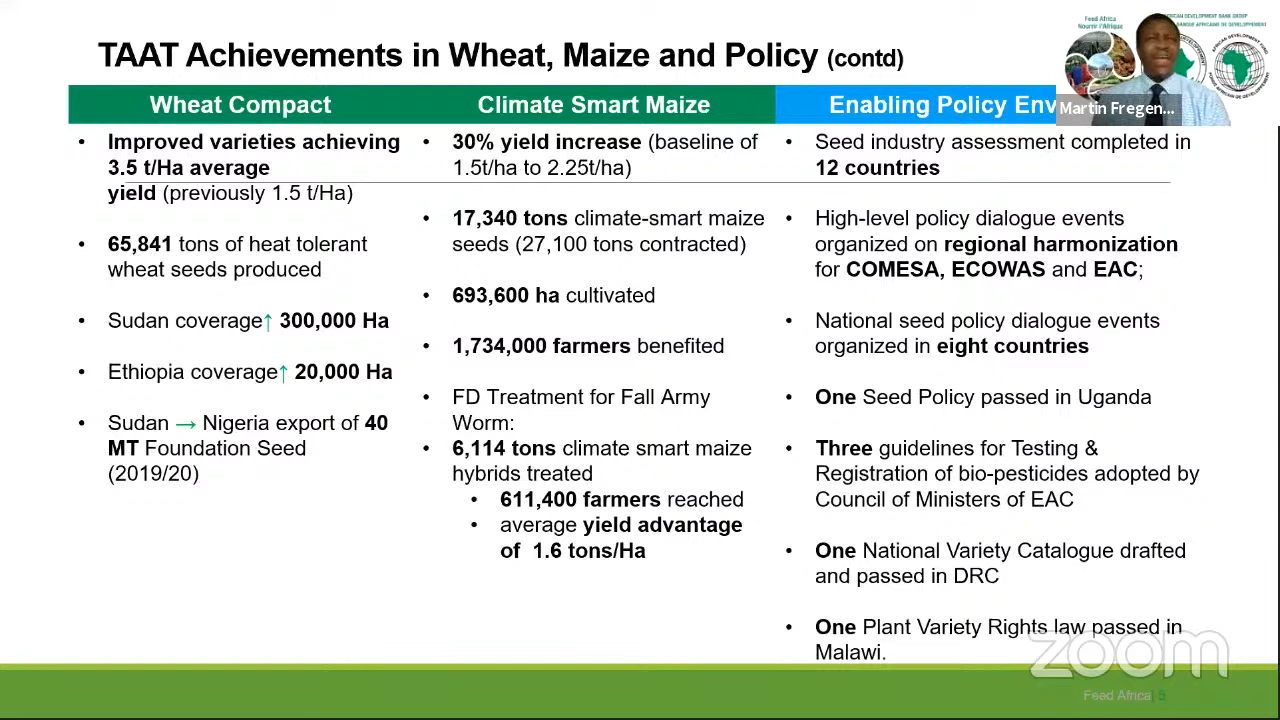 Feed Africa
Nourrir l'Afrique
TAAT Achievements in Wheat, Maize and Policy (contd)
Martin Fregen...
Wheat Compact
• Improved varieties achieving
3.5 t/Ha average
yield (previously 1.5 t/Ha)
• 65,841 tons of heat tolerant
wheat seeds produced
• Sudan coverage↑ 300,000 Ha
• Ethiopia coverage↑ 20,000 Ha
• Sudan → Nigeria export of 40
MT Foundation Seed
(2019/20)
Climate Smart Maize
• 30% yield increase (baseline of
1.5t/ha to 2.25t/ha)
• 17,340 tons climate-smart maize
seeds (27,100 tons contracted)
• 693,600 ha cultivated
• 1,734,000 farmers benefited
• FD Treatment for Fall Army
Worm:
• 6,114 tons climate smart maize
hybrids treated
• 611,400 farmers reached
• average yield advantage
of 1.6 tons/Ha
Enabling Policy Env
• Seed industry assessment completed in
12 countries
• High-level policy dialogue events
organized on regional harmonization
for COMESA, ECOWAS and EAC;
• National seed policy dialogue events
organized in eight countries
• One Seed Policy passed in Uganda
• Three guidelines for Testing &
Registration of bio-pesticides adopted by
Council of Ministers of EAC
• One National Variety Catalogue drafted
and passed in DRC
• One Plant Variety Rights law passed in
Malawi.
zoom
Feed Africa| 5